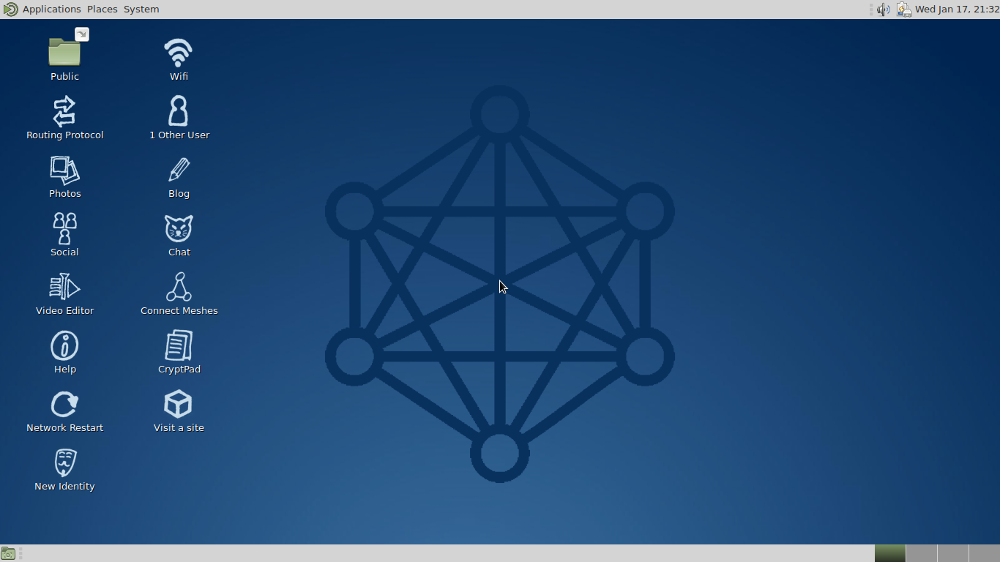 Applications Places System Wed Jan 17, 21:32
Public Wifi
Routing Protocol 1 Other User
Photos Blog
Social Chat
Video Editor Connect Meshes
Help CryptPad
Network Restart Visit a site
New Identity